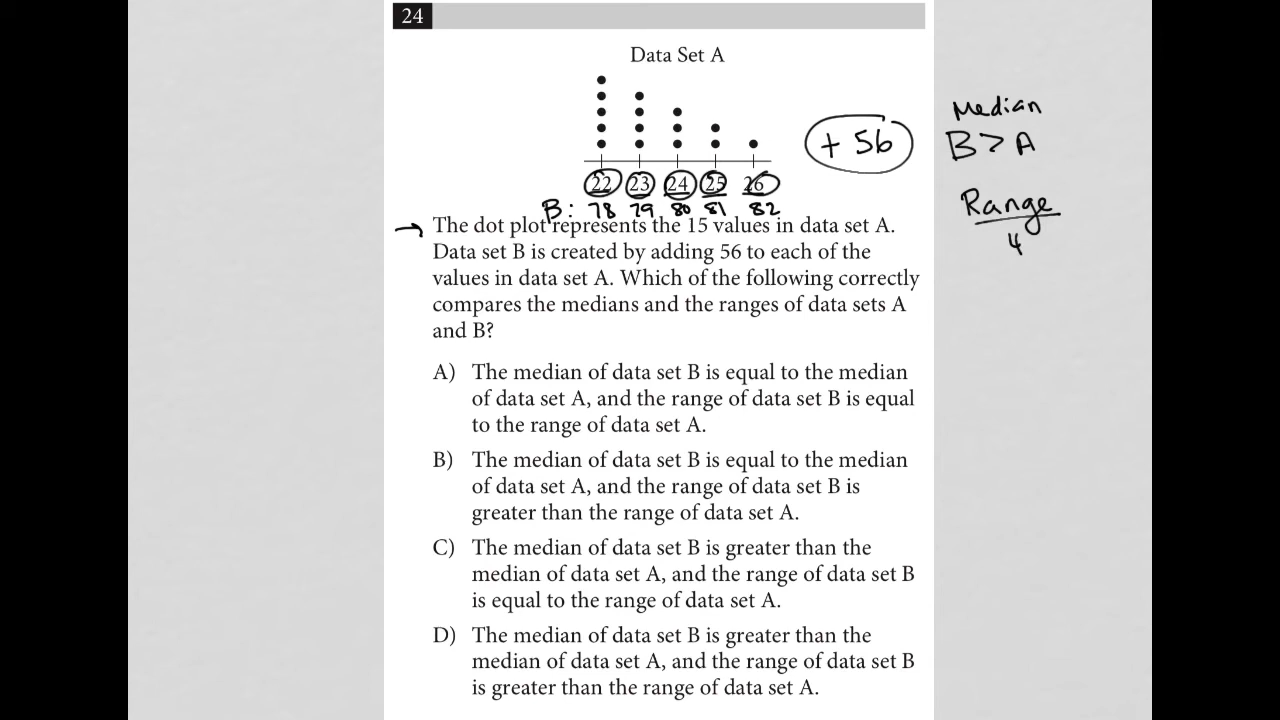 24
Data Set A
22 23 24 25 26
B: 78 79 80 81 82
+ 56
Median
B > A
Range
4
The dot plot represents the 15 values in data set A.
Data set B is created by adding 56 to each of the
values in data set A. Which of the following correctly
compares the medians and the ranges of data sets A
and B?
A) The median of data set B is equal to the median
of data set A, and the range of data set B is equal
to the range of data set A.
B) The median of data set B is equal to the median
of data set A, and the range of data set B is
greater than the range of data set A.
C) The median of data set B is greater than the
median of data set A, and the range of data set B
is equal to the range of data set A.
D) The median of data set B is greater than the
median of data set A, and the range of data set B
is greater than the range of data set A.